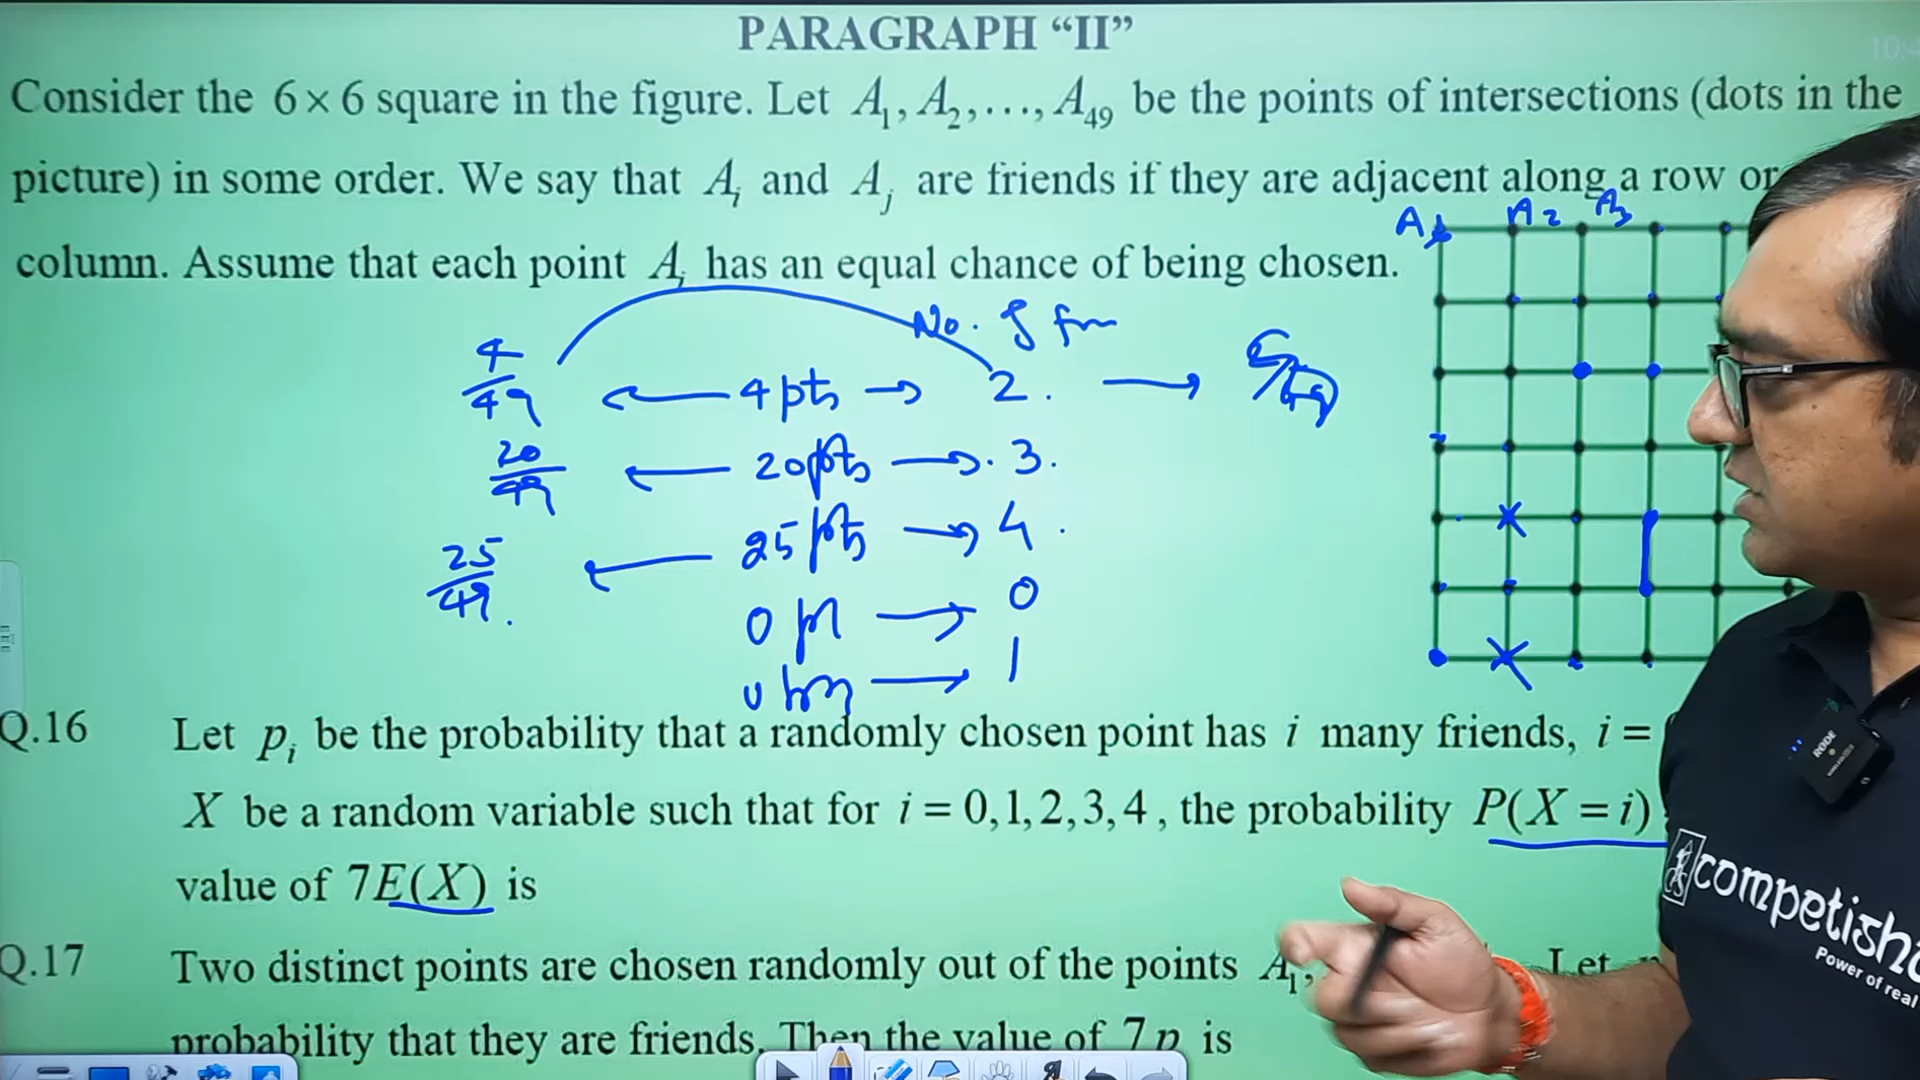 PARAGRAPH “II”
Consider the 6×6 square in the figure. Let A₁, A₂,..., A₄₉ be the points of intersections (dots in the
picture) in some order. We say that Aᵢ and Aⱼ are friends if they are adjacent along a row or
column. Assume that each point Aᵢ has an equal chance of being chosen.
A₁ A₂ A₃
No. of
4/49 ← 4 pts → 2. →
20/49 ← 20 pts → 3.
25/49. ← 25 pts → 4.
0 → 0
0 → 1
Q.16 Let pᵢ be the probability that a randomly chosen point has i many friends, i =
X be a random variable such that for i = 0,1,2,3,4, the probability P(X = i)
value of 7E(X) is
Q.17 Two distinct points are chosen randomly out of the points A₁, Let
probability that they are friends. Then the value of 7p is
RODE
competish
Power of real